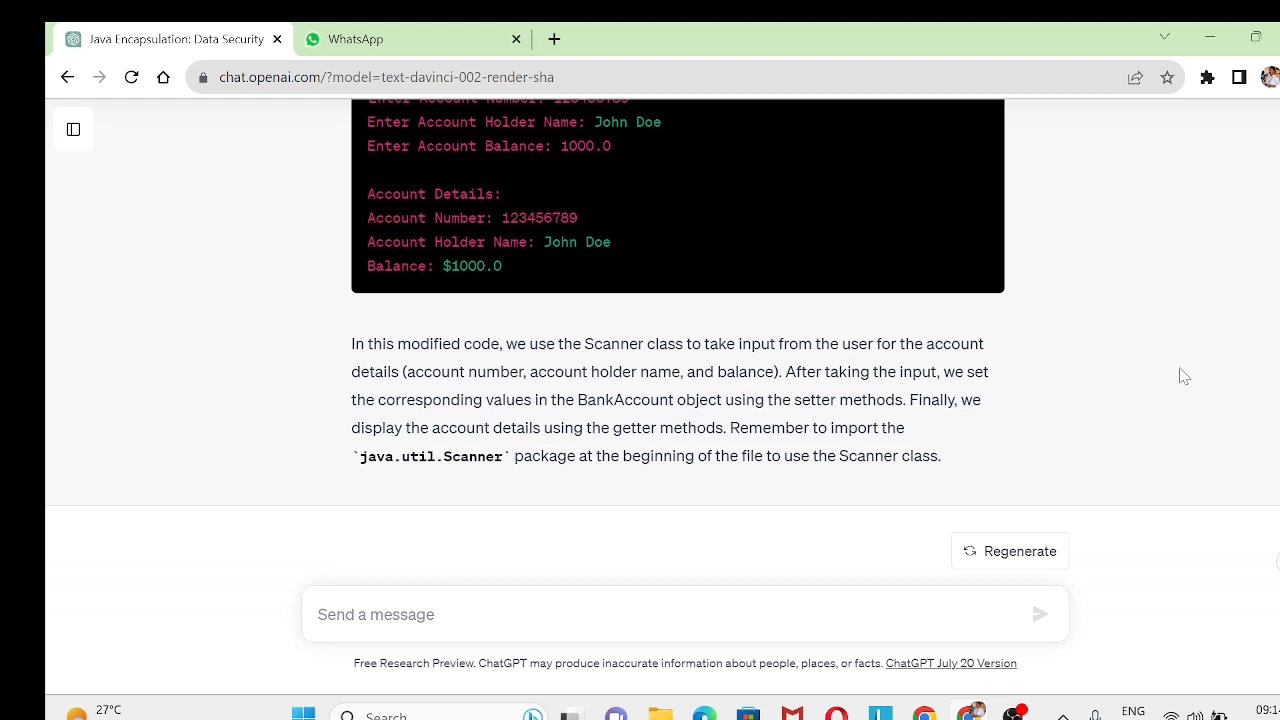 Java Encapsulation: Data Security
WhatsApp
chat.openai.com/?model=text-davinci-002-render-sha
Enter Account Number: 123456789
Enter Account Holder Name: John Doe
Enter Account Balance: 1000.0
Account Details:
Account Number: 123456789
Account Holder Name: John Doe
Balance: $1000.0
In this modified code, we use the Scanner class to take input from the user for the account
details (account number, account holder name, and balance). After taking the input, we set
the corresponding values in the BankAccount object using the setter methods. Finally, we
display the account details using the getter methods. Remember to import the
`java.util.Scanner` package at the beginning of the file to use the Scanner class.
Regenerate
Send a message
Free Research Preview. ChatGPT may produce inaccurate information about people, places, or facts. ChatGPT July 20 Version
27°C
Search
ENG